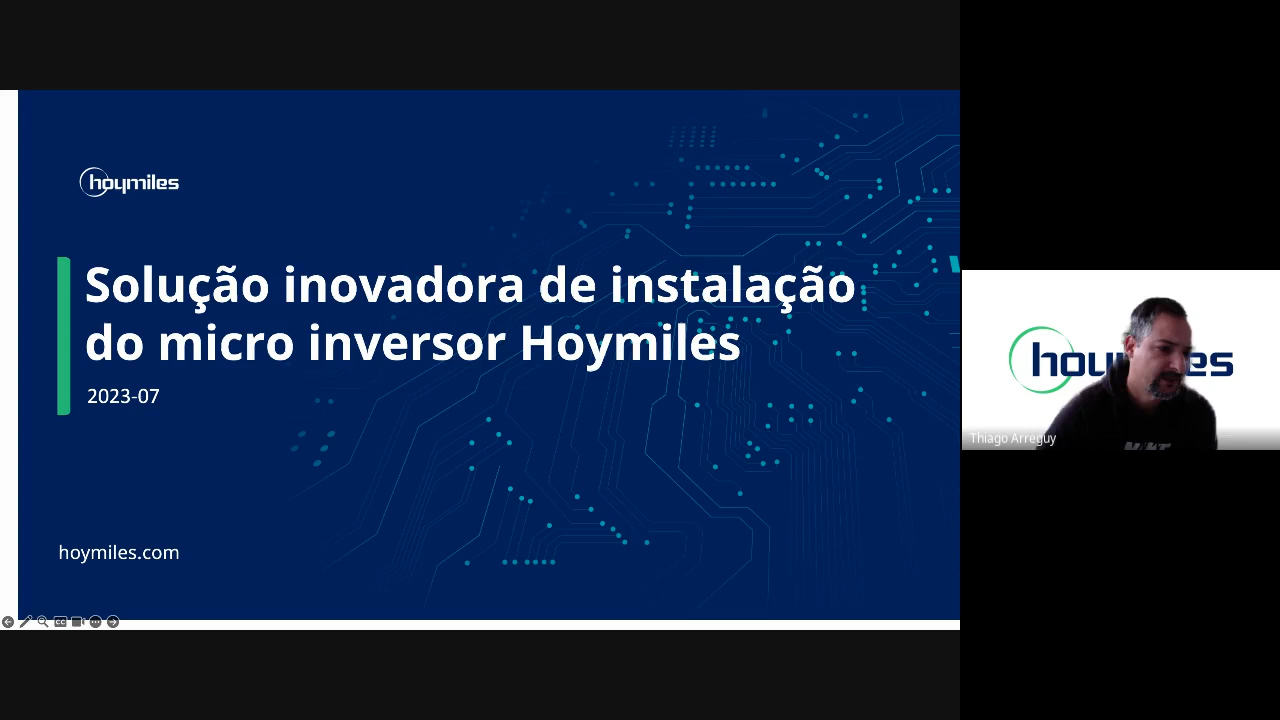 hoymiles
Solução inovadora de instalação
do micro inversor Hoymiles
2023-07
hoymiles.com
Thiago Arreguy